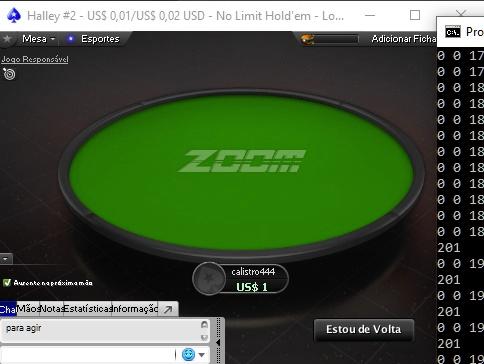 Halley #2 - US$ 0,01/US$ 0,02 USD - No Limit Hold'em - Lo...
Pro
Mesa
Esportes
Adicionar Ficha
Jogo Responsável
ZOOM
calistro444
US$ 1
Ausente na próxima mão
Cha Mãos Notas Estatísticas Informação
para agir
Estou de Volta
0 0 17
0 0 17
0 0 18
0 0 18
0 0 18
0 0 18
0 0 18
0 0 18
0 0 18
0 0 18
0 0 18
0 0 18
201
0 0 19
201
0 0 19
201
0 0 19
201